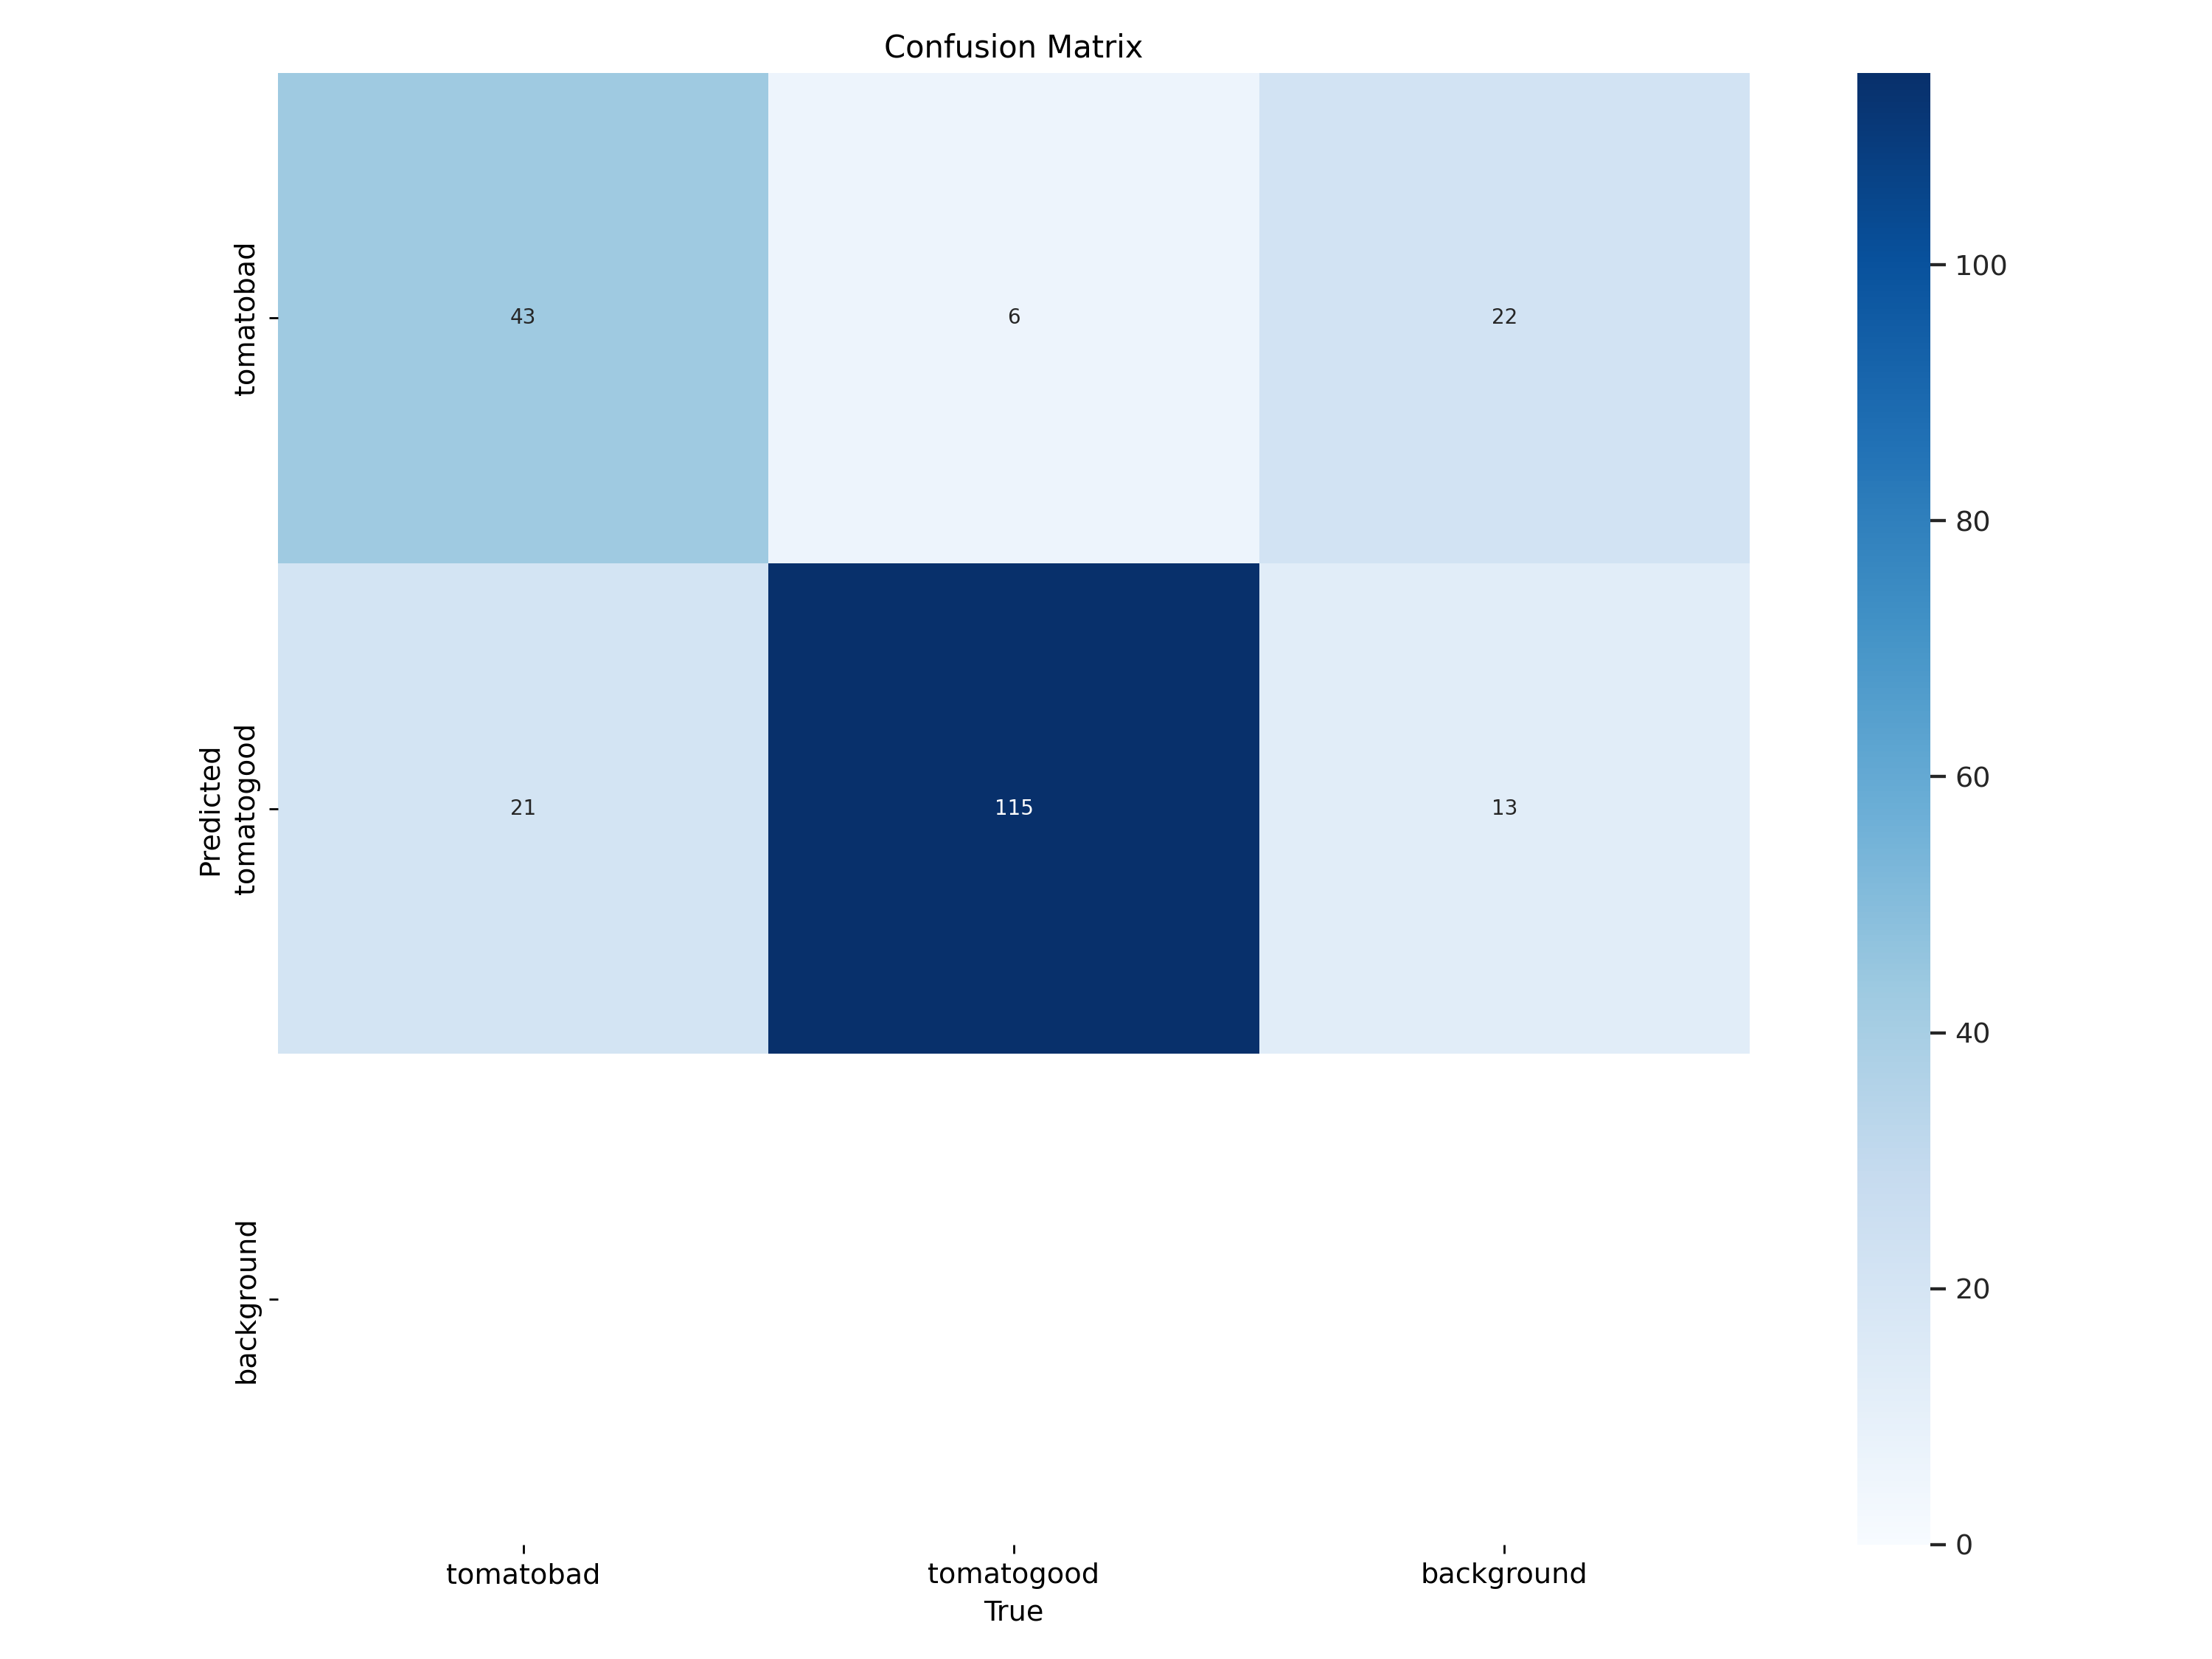 Confusion Matrix
tomatobad
43
6
22
100
80
Predicted
tomatogood
21
115
13
60
40
background
20
0
tomatobad
tomatogood
background
True